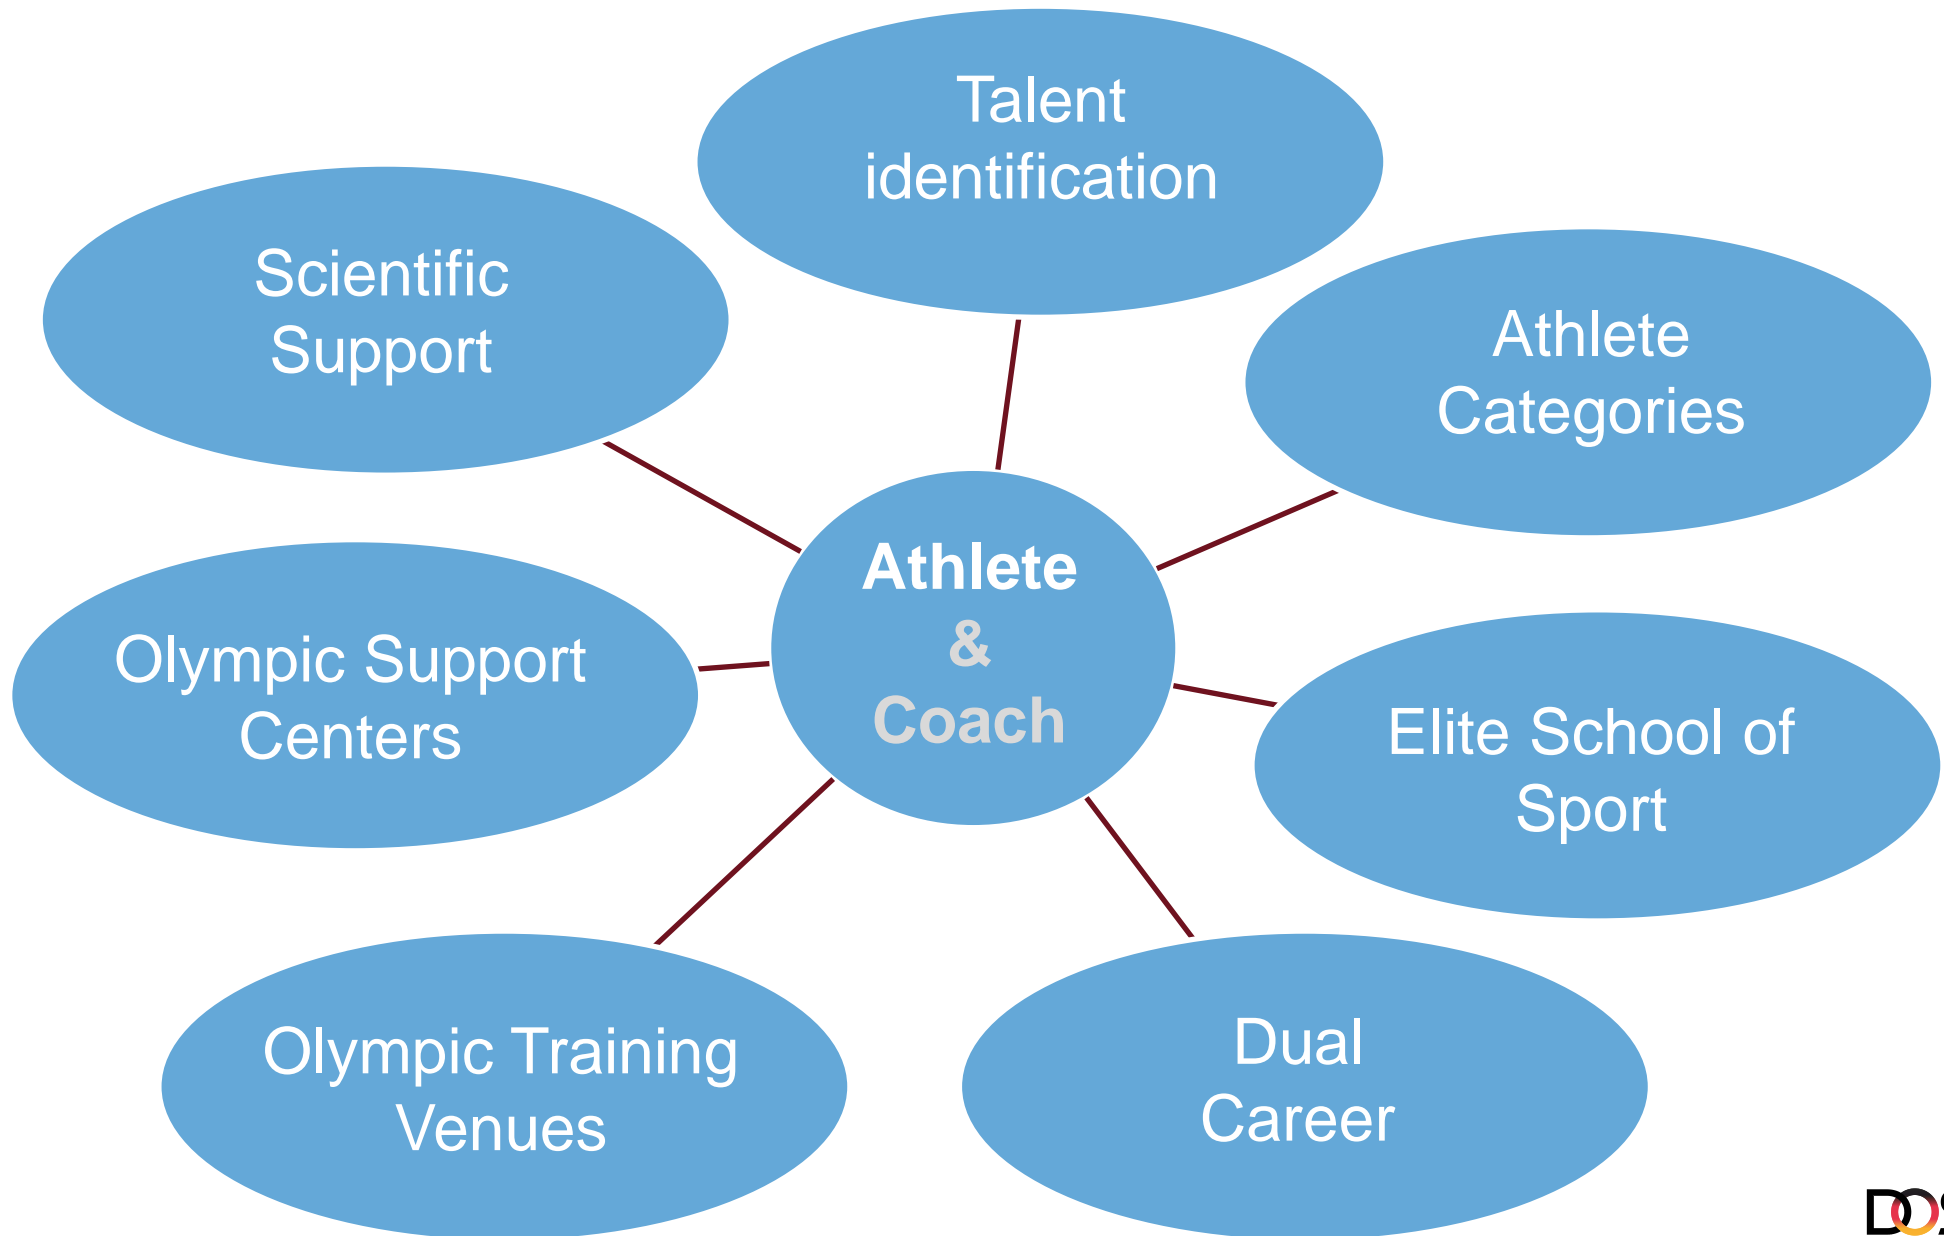 Talent
identification
Scientific
Support
Athlete
Categories
Athlete
&
Coach
Olympic Support
Centers
Elite School of
Sport
Olympic Training
Venues
Dual
Career